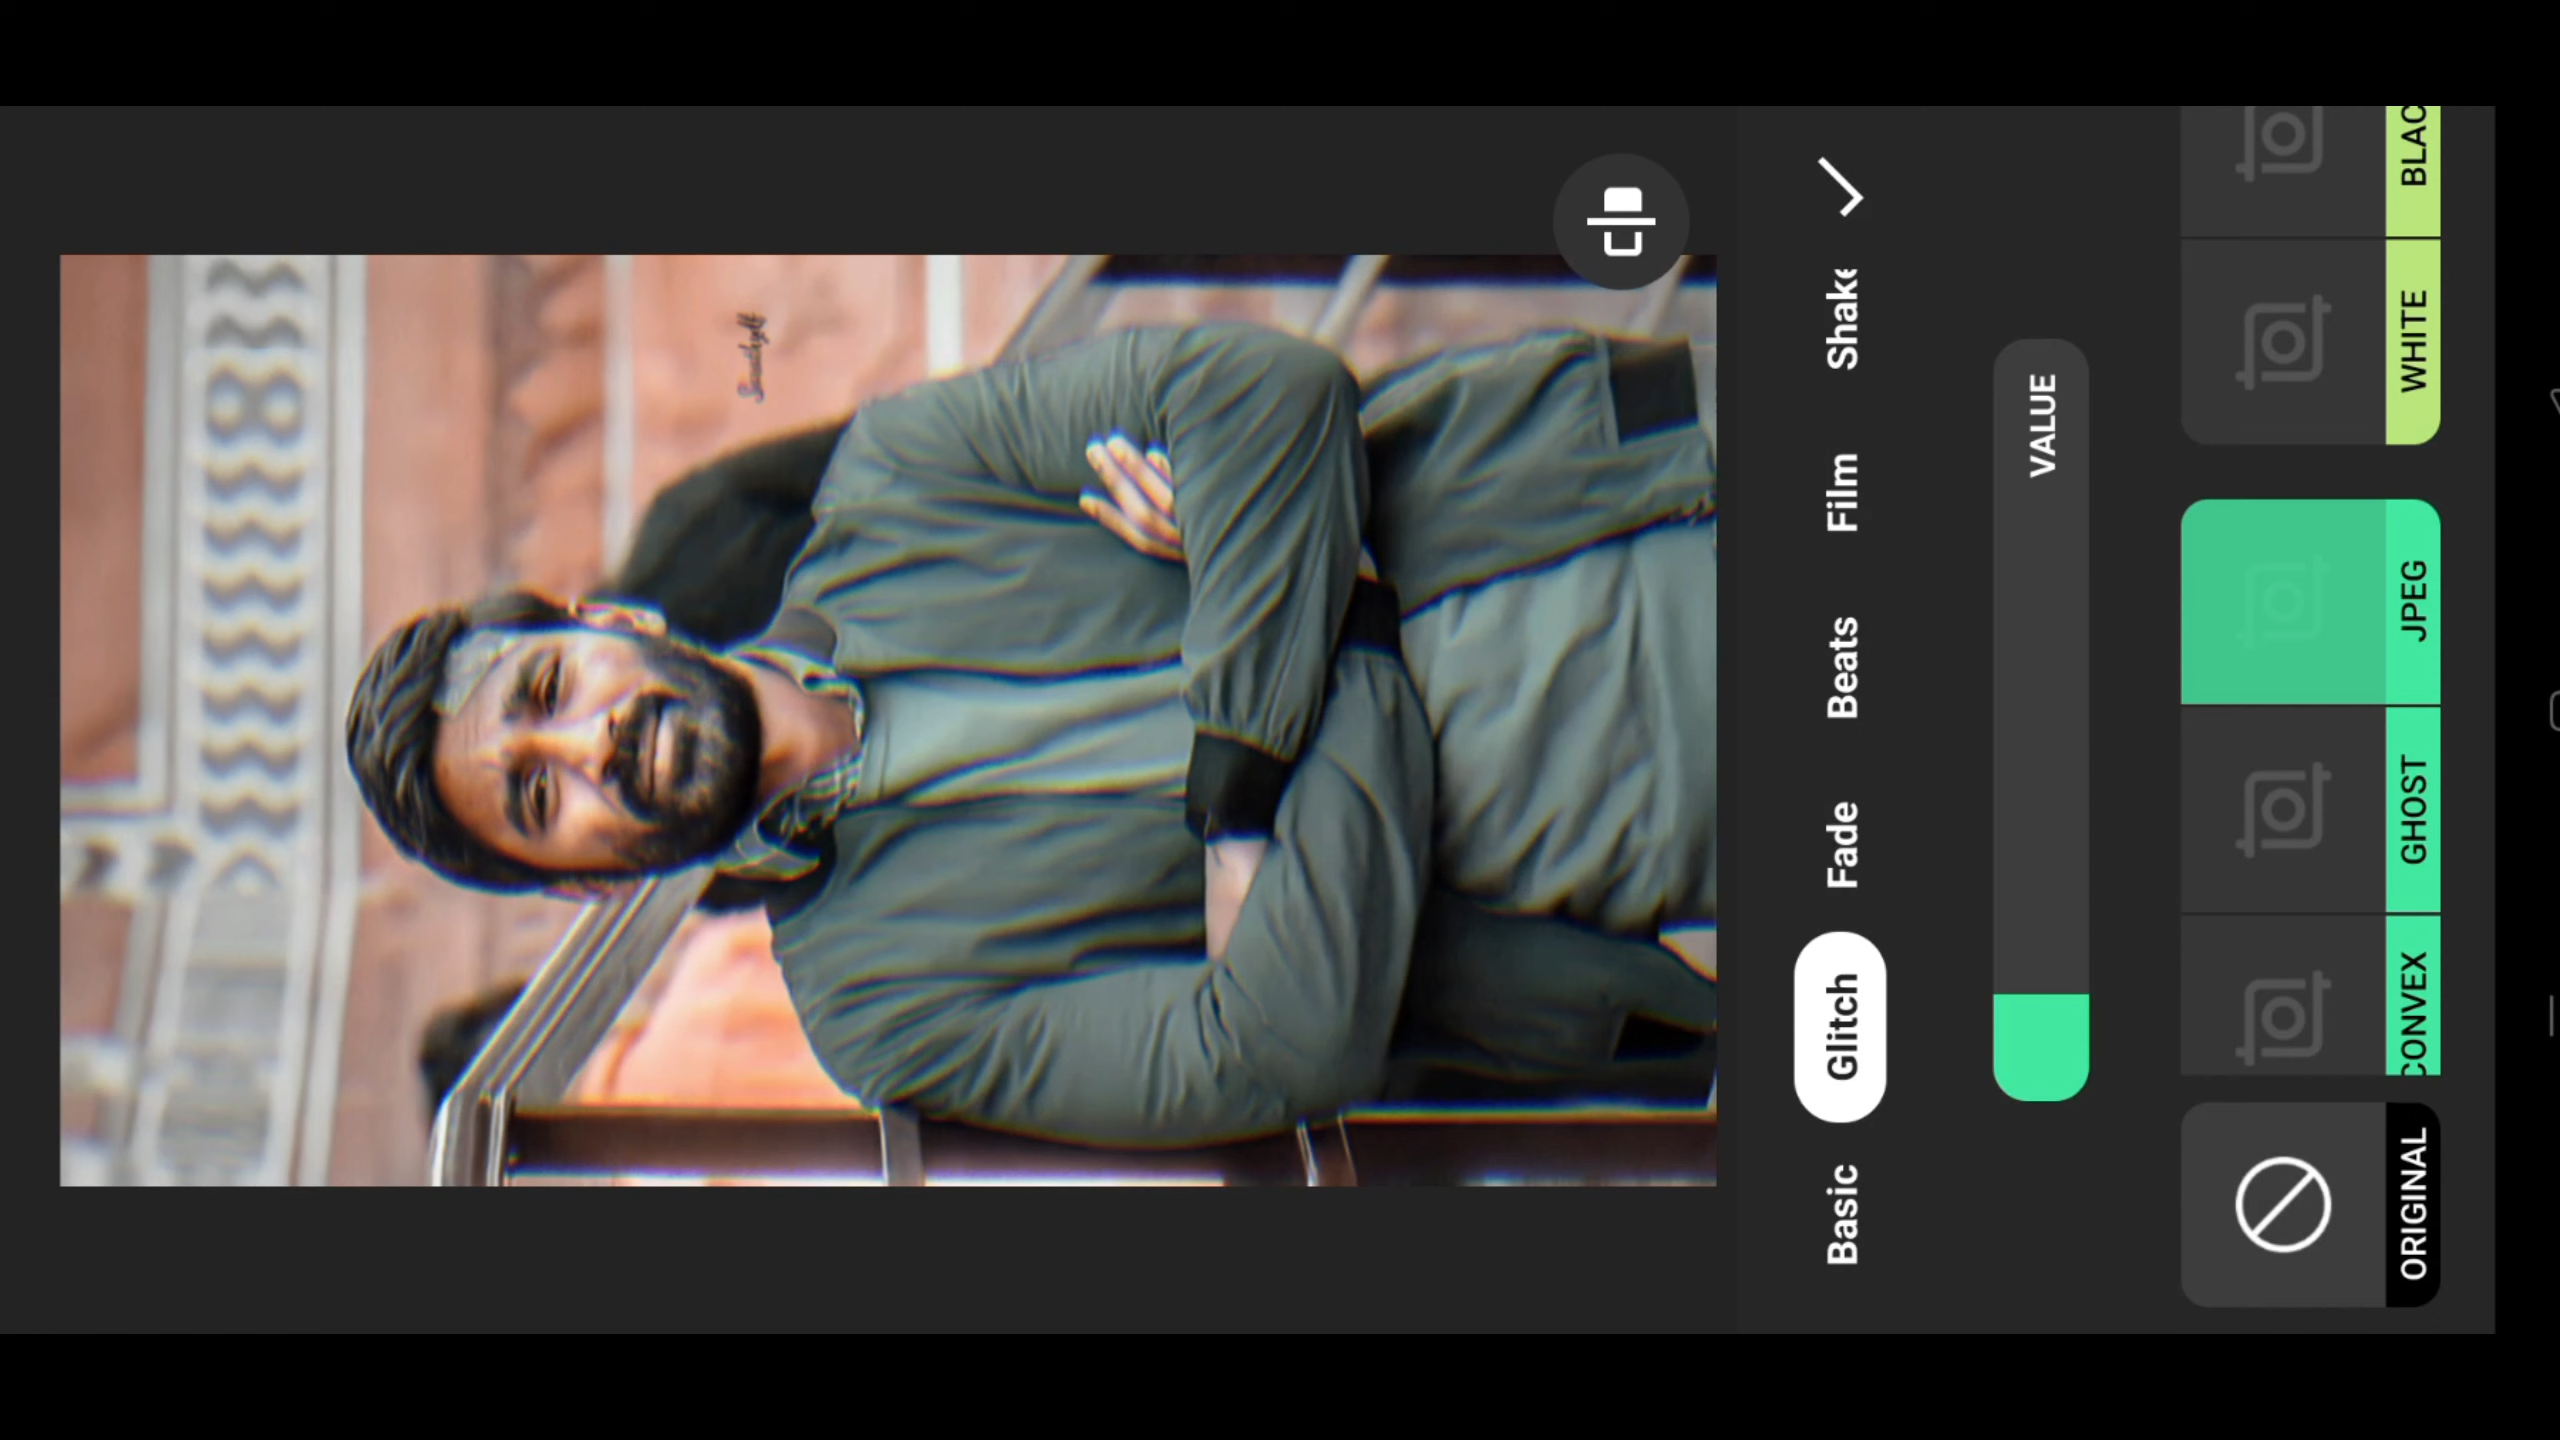 Basic Glitch Fade Beats Film Shake
VALUE
ORIGINAL CONVEX GHOST JPEG WHITE BLAC